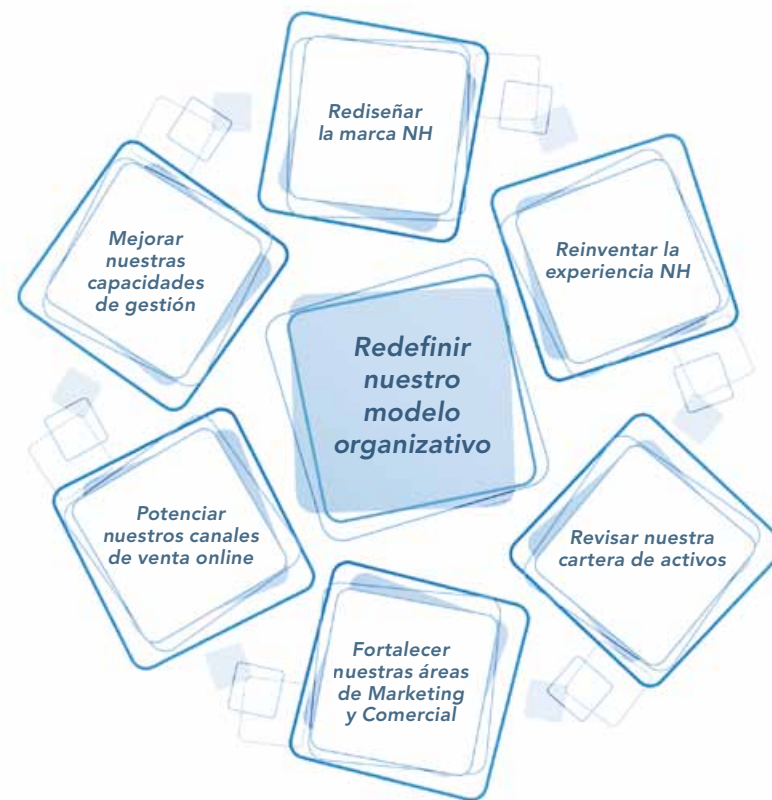 Rediseñar
la marca NH
Reinventar la
experiencia NH
Mejorar
nuestras
capacidades
de gestión
Redefinir
nuestro
modelo
organizativo
Potenciar
nuestros canales
de venta online
Revisar nuestra
cartera de activos
Fortalecer
nuestras áreas
de Marketing
y Comercial